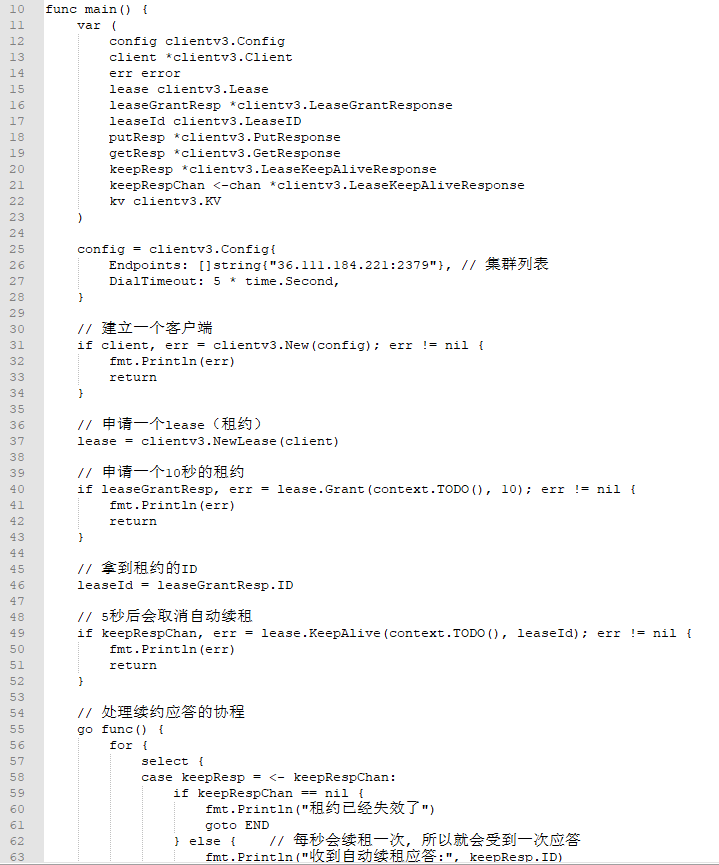 10 func main() {
11     var (
12         config clientv3.Config
13         client *clientv3.Client
14         err error
15         lease clientv3.Lease
16         leaseGrantResp *clientv3.LeaseGrantResponse
17         leaseId clientv3.LeaseID
18         putResp *clientv3.PutResponse
19         getResp *clientv3.GetResponse
20         keepResp *clientv3.LeaseKeepAliveResponse
21         keepRespChan <-chan *clientv3.LeaseKeepAliveResponse
22         kv clientv3.KV
23     )
24
25     config = clientv3.Config{
26         Endpoints: []string{"36.111.184.221:2379"}, // 集群列表
27         DialTimeout: 5 * time.Second,
28     }
29
30     // 建立一个客户端
31     if client, err = clientv3.New(config); err != nil {
32         fmt.Println(err)
33         return
34     }
35
36     // 申请一个lease（租约）
37     lease = clientv3.NewLease(client)
38
39     // 申请一个10秒的租约
40     if leaseGrantResp, err = lease.Grant(context.TODO(), 10); err != nil {
41         fmt.Println(err)
42         return
43     }
44
45     // 拿到租约的ID
46     leaseId = leaseGrantResp.ID
47
48     // 5秒后会取消自动续租
49     if keepRespChan, err = lease.KeepAlive(context.TODO(), leaseId); err != nil {
50         fmt.Println(err)
51         return
52     }
53
54     // 处理续约应答的协程
55     go func() {
56         for {
57             select {
58             case keepResp = <- keepRespChan:
59                 if keepRespChan == nil {
60                     fmt.Println("租约已经失效了")
61                     goto END
62                 } else {    // 每秒会续租一次, 所以就会受到一次应答
63                     fmt.Println("收到自动续租应答:", keepResp.ID)